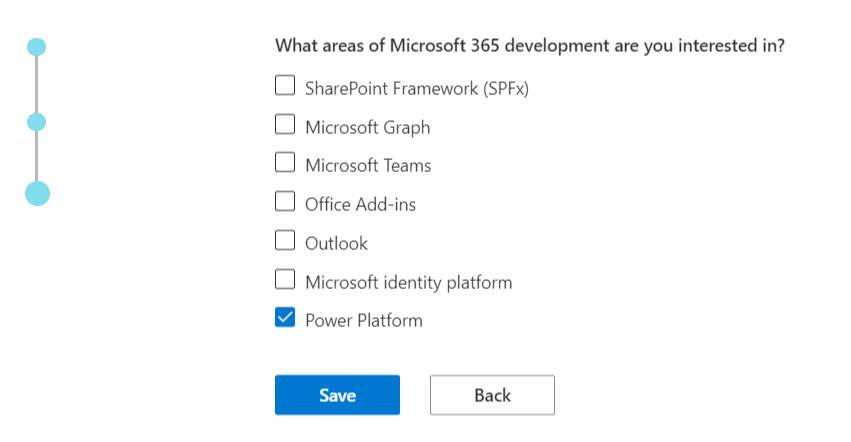 What areas of Microsoft 365 development are you interested in?
SharePoint Framework (SPFx)
Microsoft Graph
Microsoft Teams
Office Add-ins
Outlook
Microsoft identity platform
Power Platform
Save Back